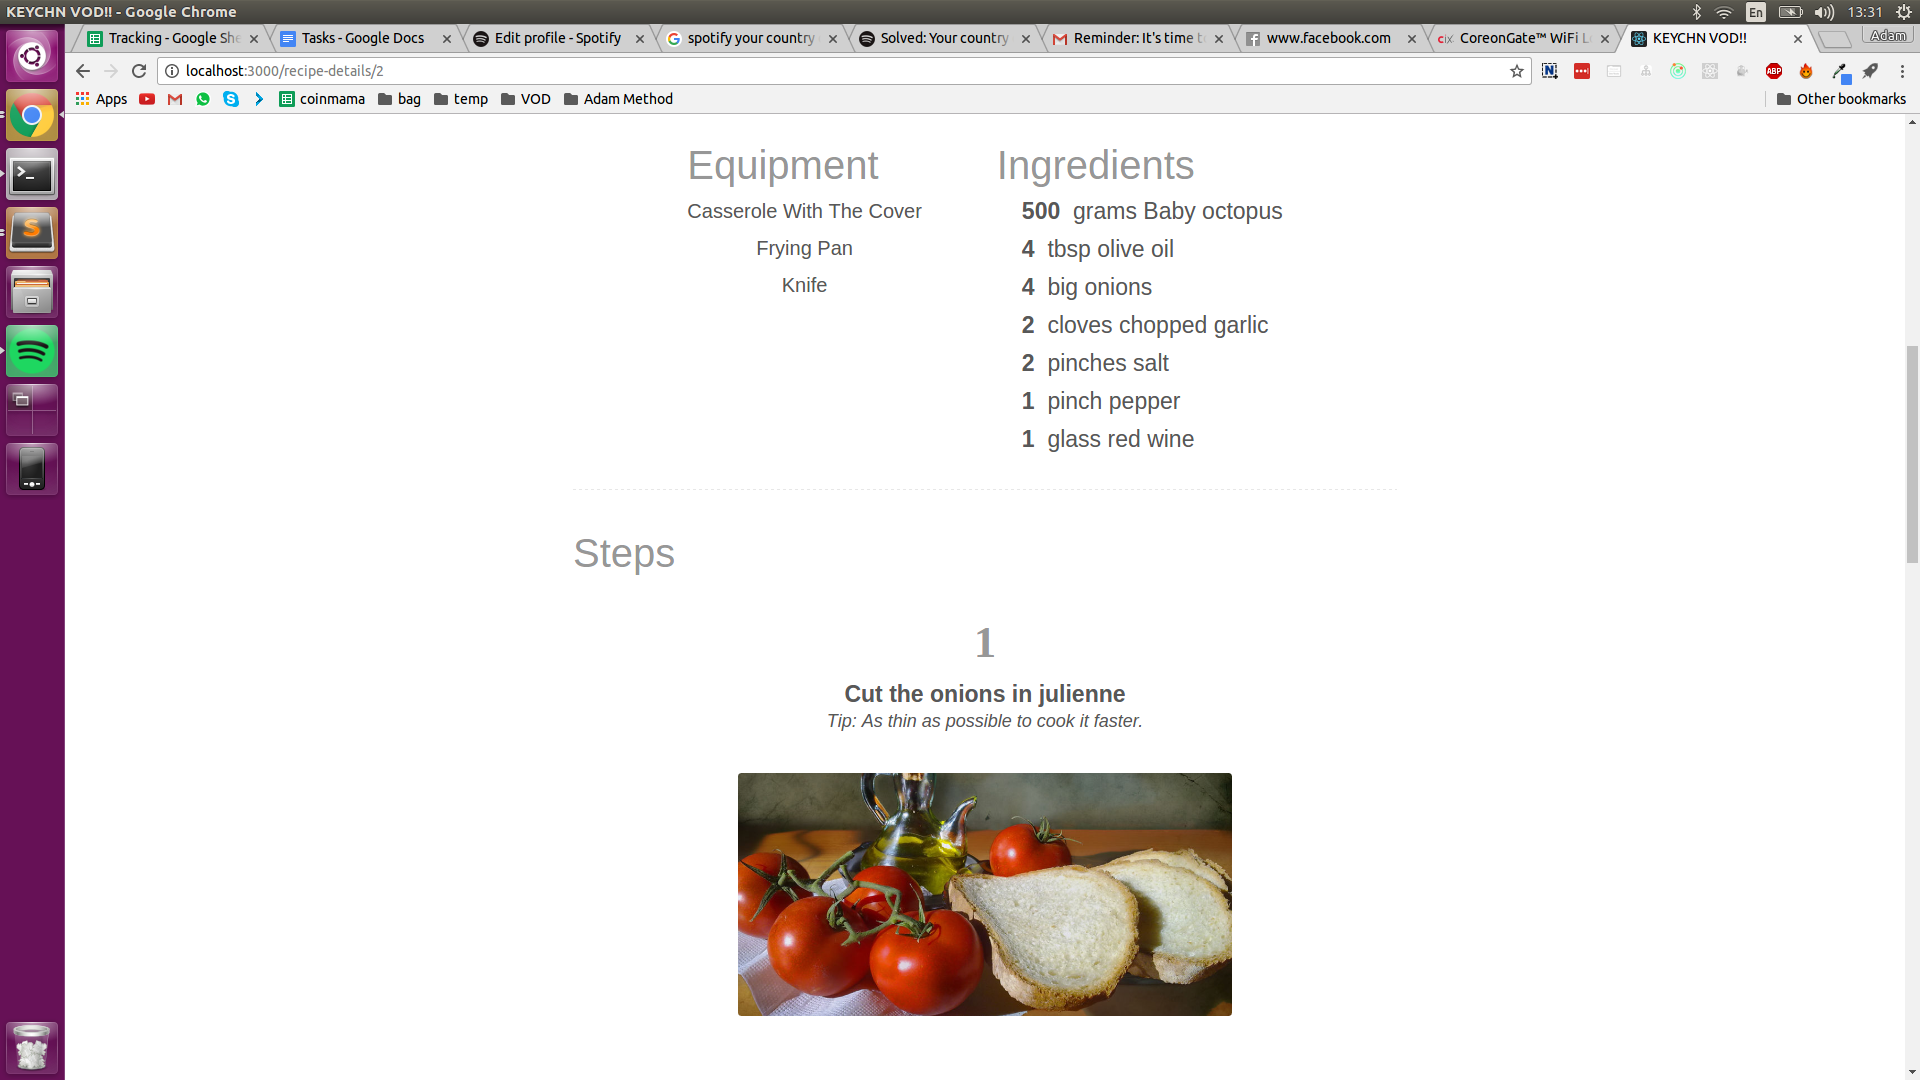 KEYCHN VOD!! - Google Chrome
En
13:31
Tracking - Google She
Tasks - Google Docs
Edit profile - Spotify
spotify your country
Solved: Your country
Reminder: It's time t
www.facebook.com
CoreonGate™ WiFi L
KEYCHN VOD!!
Adam
localhost:3000/recipe-details/2
ABP
Apps
coinmama
bag
temp
VOD
Adam Method
Other bookmarks
Equipment
Casserole With The Cover
Frying Pan
Knife
Ingredients
500 grams Baby octopus
4 tbsp olive oil
4 big onions
2 cloves chopped garlic
2 pinches salt
1 pinch pepper
1 glass red wine
Steps
1
Cut the onions in julienne
Tip: As thin as possible to cook it faster.